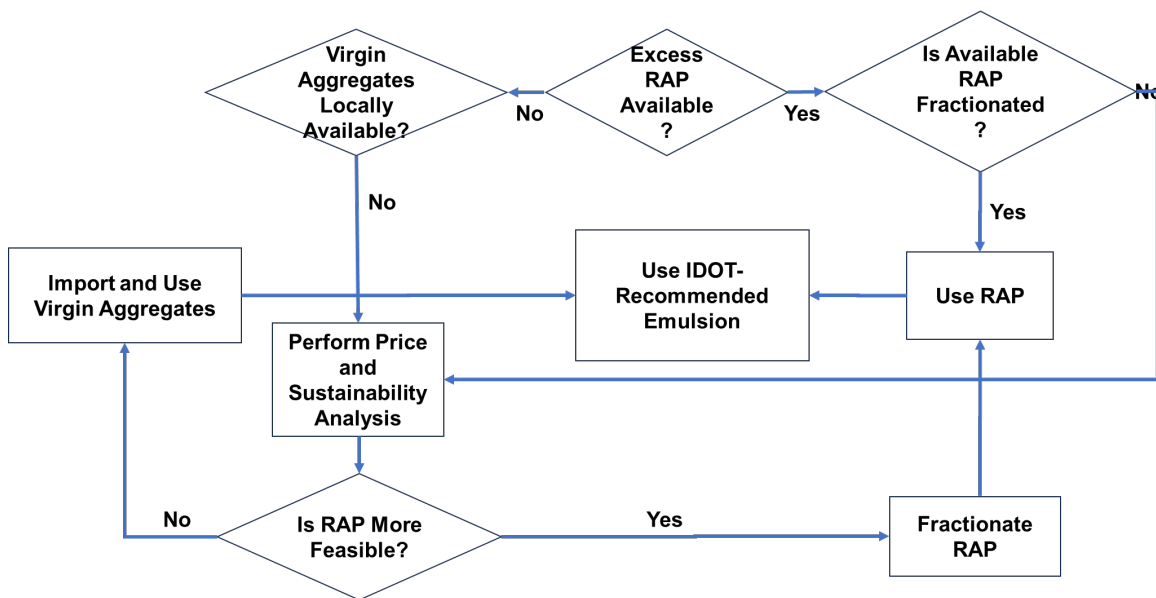 Virgin
Aggregates
Locally
Available?
Excess
RAP
Available
?
Is Available
RAP
Fractionated
?
No
No
Yes
No
Yes
Import and Use
Virgin Aggregates
Use IDOT-
Recommended
Emulsion
Use RAP
Perform Price
and
Sustainability
Analysis
No
Is RAP More
Feasible?
Yes
Fractionate
RAP